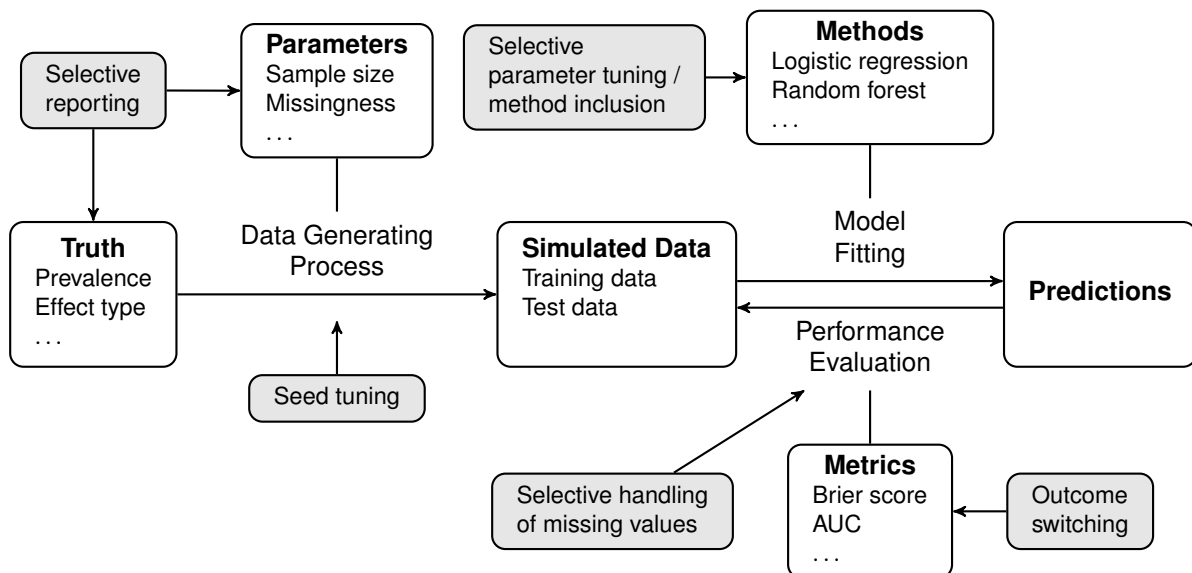 Selective
reporting
Parameters
Sample size
Missingness
. . .
Selective
parameter tuning /
method inclusion
Methods
Logistic regression
Random forest
. . .
Truth
Prevalence
Effect type
. . .
Data Generating
Process
Simulated Data
Training data
Test data
Model
Fitting
Predictions
Performance
Evaluation
Seed tuning
Selective handling
of missing values
Metrics
Brier score
AUC
. . .
Outcome
switching